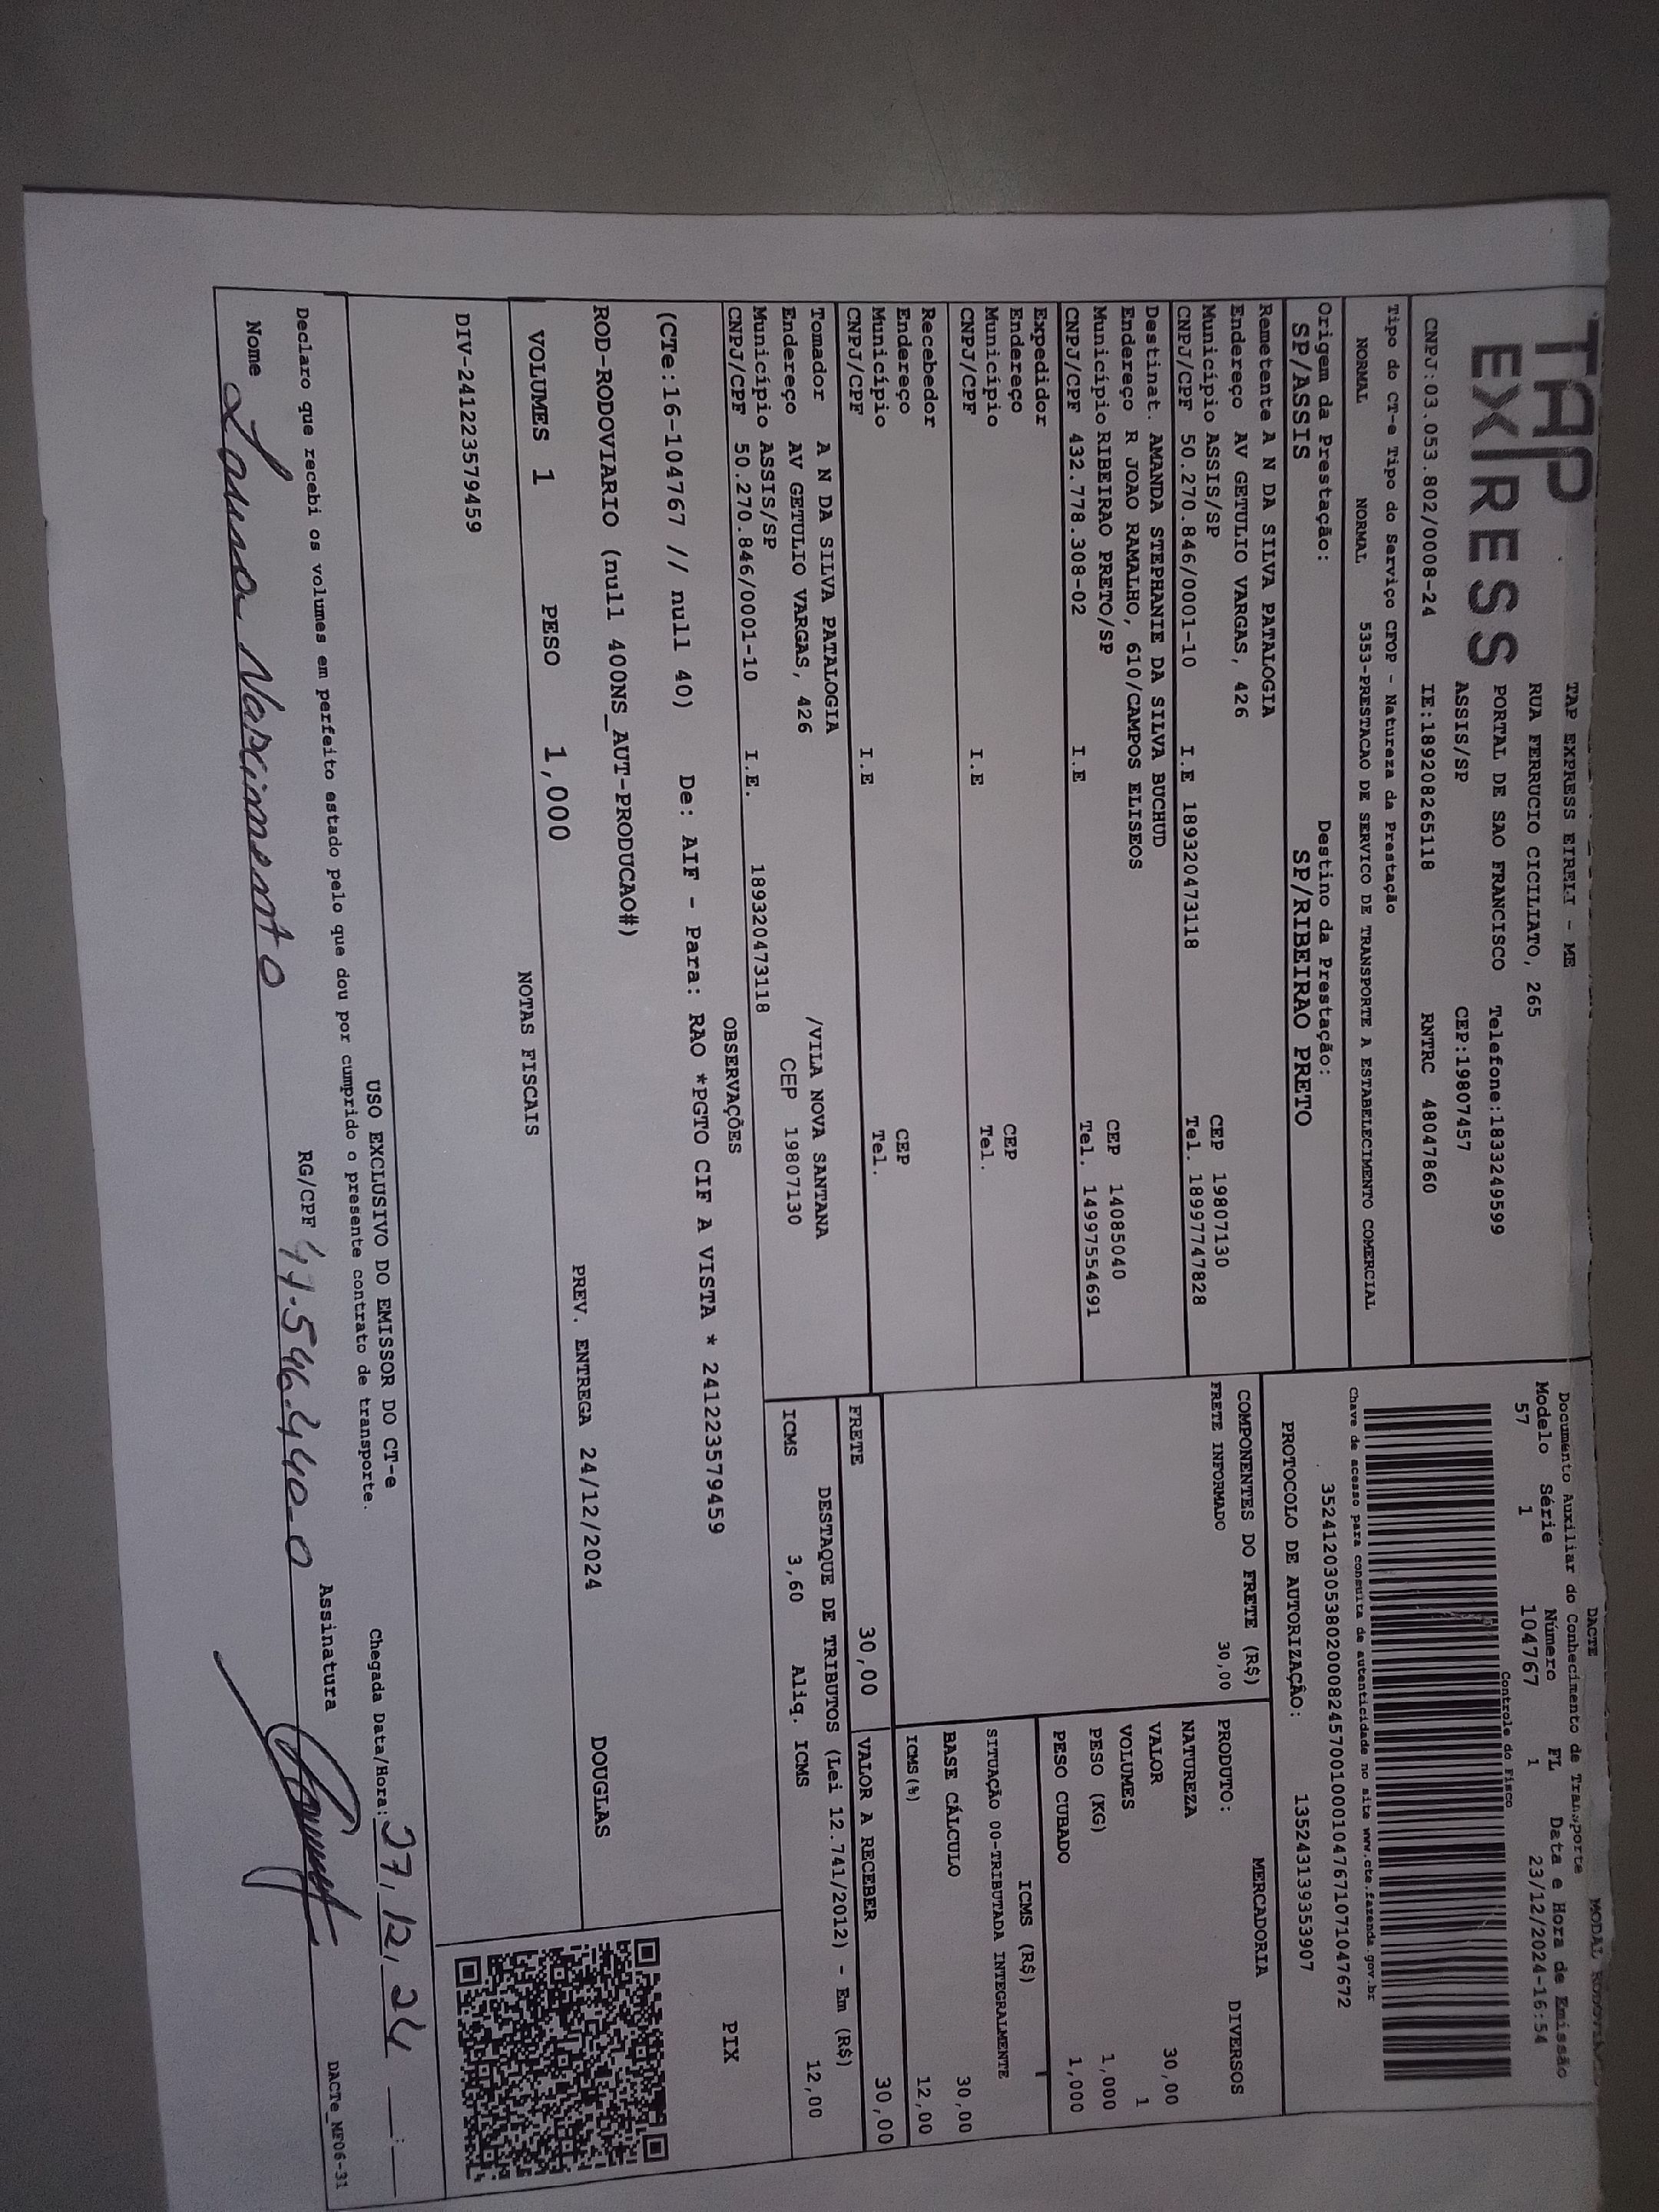 TAP
EXPRESS
TAP EXPRESS EIRELI - ME
RUA FERRUCIO CICILIATO, 265
PORTAL DE SAO FRANCISCO Telefone:1833249599
ASSIS/SP CEP:19807457
CNPJ:03.053.802/0008-24 IE:189208265118 RNTRC 48047860
DACTE MODAL
Documento Auxiliar do Conhecimento de Transporte
Modelo Série Número FL Data e Hora de Emissão
57 1 104767 1 23/12/2024-16:54
Controle do Fisco
Chave de acesso para consulta de autenticidade no site www.cte.fazenda.gov.br
35241203053802000824570010001047671071047672
PROTOCOLO DE AUTORIZAÇÃO: 135243139353907
Tipo do CT-e Tipo do Serviço CFOP - Natureza da Prestação
NORMAL NORMAL 5353-PRESTACAO DE SERVICO DE TRANSPORTE A ESTABELECIMENTO COMERCIAL
Origem da Prestação: Destino da Prestação:
SP/ASSIS SP/RIBEIRAO PRETO
Remetente A N DA SILVA PATALOGIA
Endereço AV GETULIO VARGAS, 426 CEP 19807130
Município ASSIS/SP Tel. 18997747828
CNPJ/CPF 50.270.846/0001-10 I.E 189320473118
Destinat. AMANDA STEPHANIE DA SILVA BUCHUD
Endereço R JOAO RAMALHO, 610/CAMPOS ELISEOS CEP 14085040
Município RIBEIRAO PRETO/SP Tel. 14997554691
CNPJ/CPF 432.778.308-02 I.E
Expedidor
Endereço CEP
Município Tel.
CNPJ/CPF I.E
Recebedor
Endereço CEP
Município Tel.
CNPJ/CPF I.E
Tomador A N DA SILVA PATALOGIA /VILA NOVA SANTANA
Endereço AV GETULIO VARGAS, 426 CEP 19807130
Município ASSIS/SP
CNPJ/CPF 50.270.846/0001-10 I.E. 189320473118
COMPONENTES DO FRETE (R$)
FRETE INFORMADO 30,00
MERCADORIA
PRODUTO: DIVERSOS
NATUREZA
VALOR 30,00
VOLUMES 1
PESO (KG) 1,000
PESO CUBADO 1,000
ICMS (R$)
SITUAÇÃO 00-TRIBUTADA INTEGRALMENTE
BASE CÁLCULO 30,00
ICMS(%) 12,00
FRETE 30,00 VALOR A RECEBER 30,00
DESTAQUE DE TRIBUTOS (Lei 12.741/2012) - Em (R$)
ICMS 3,60 Aliq. ICMS 12,00
OBSERVAÇÕES
(CTe:16-104767 // null 40) De: AIF - Para: RAO *PGTO CIF A VISTA * 241223579459
ROD-RODOVIARIO (null 400NS_AUT-PRODUCAO#)
PIX
PREV. ENTREGA 24/12/2024 DOUGLAS
VOLUMES 1 PESO 1,000
NOTAS FISCAIS
DIV-241223579459
USO EXCLUSIVO DO EMISSOR DO CT-e
Declaro que recebi os volumes em perfeito estado pelo que dou por cumprido o presente contrato de transporte.
Chegada Data/Hora: 27,12,24 __:__
Nome Nascimento RG/CPF 41.546.440-0 Assinatura
DACTe_MF06-31